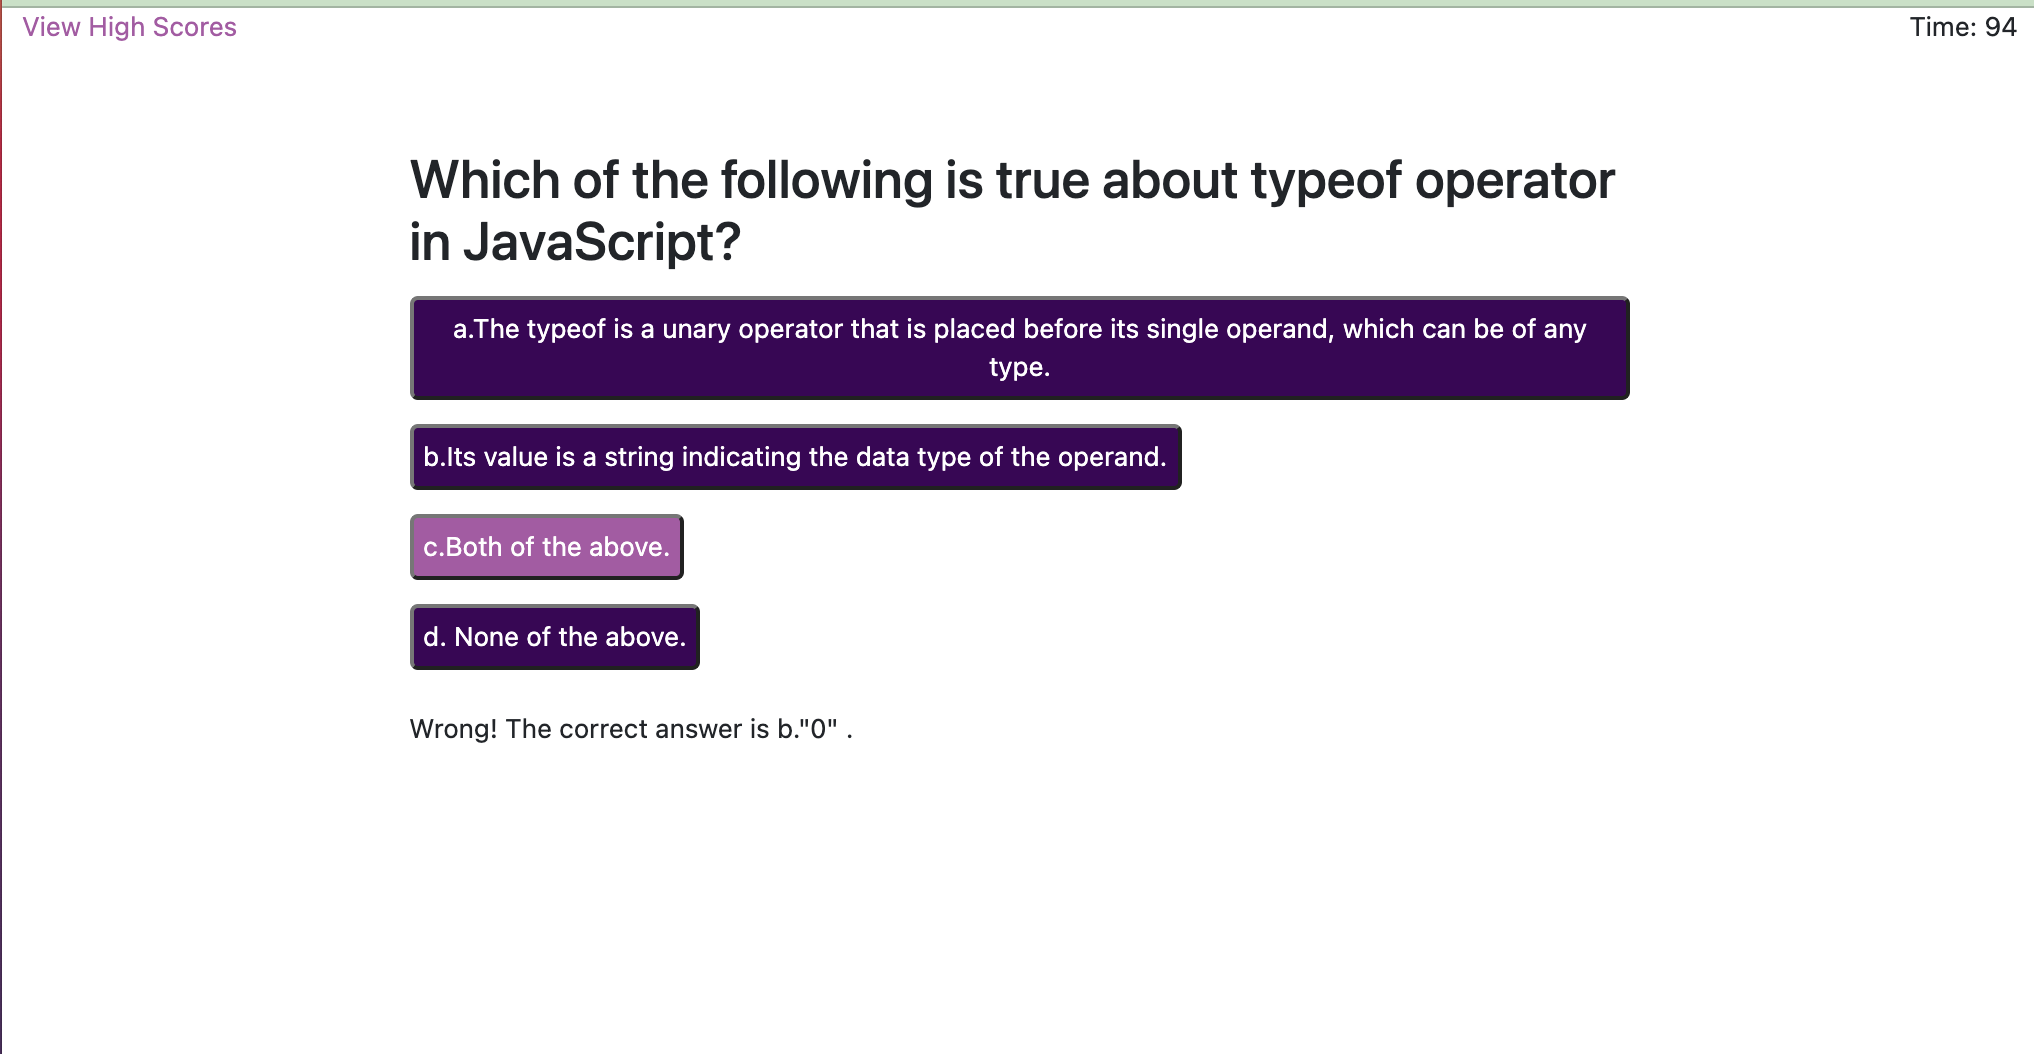 View High Scores
Time: 94
Which of the following is true about typeof operator
in JavaScript?
a.The typeof is a unary operator that is placed before its single operand, which can be of any
type.
b.Its value is a string indicating the data type of the operand.
c.Both of the above.
d. None of the above.
Wrong! The correct answer is b."0" .